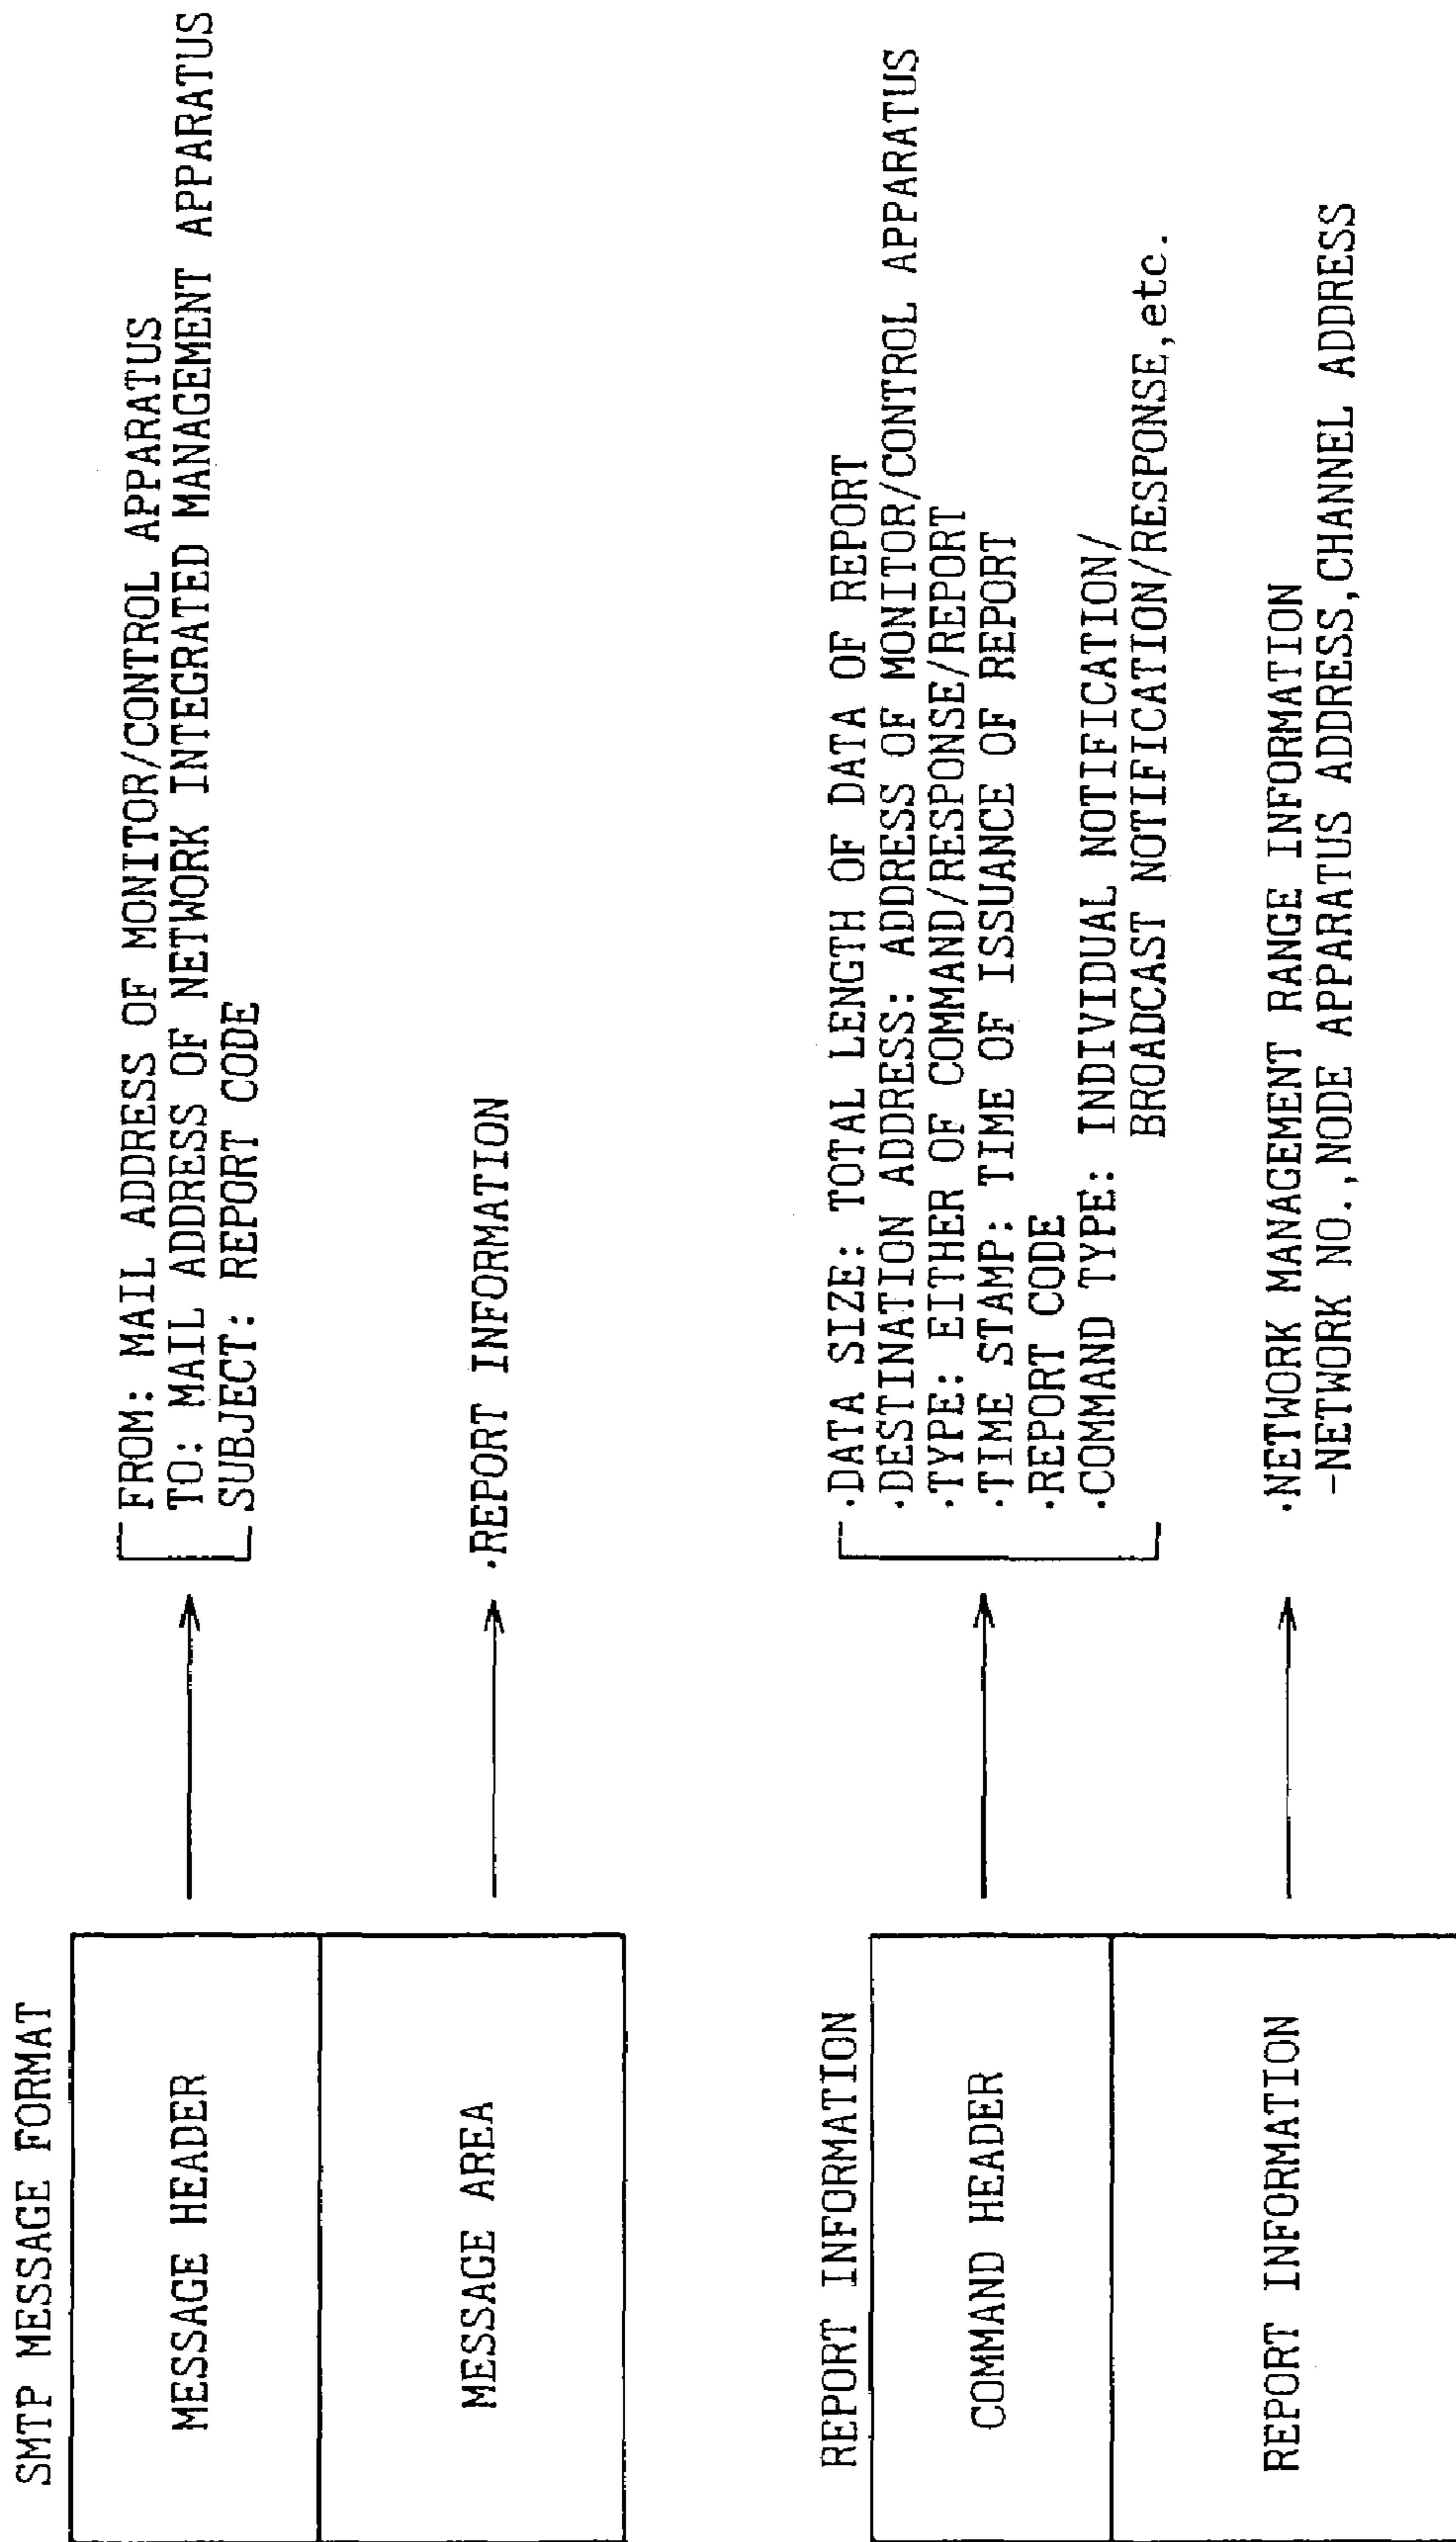 SMTP MESSAGE FORMAT
MESSAGE HEADER
FROM: MAIL ADDRESS OF MONITOR/CONTROL APPARATUS
TO: MAIL ADDRESS OF NETWORK INTEGRATED MANAGEMENT APPARATUS
SUBJECT: REPORT CODE
MESSAGE AREA
·REPORT INFORMATION
REPORT INFORMATION
COMMAND HEADER
·DATA SIZE: TOTAL LENGTH OF DATA OF REPORT
·DESTINATION ADDRESS: ADDRESS OF MONITOR/CONTROL APPARATUS
·TYPE: EITHER OF COMMAND/RESPONSE/REPORT
·TIME STAMP: TIME OF ISSUANCE OF REPORT
·REPORT CODE
·COMMAND TYPE: INDIVIDUAL NOTIFICATION/
BROADCAST NOTIFICATION/RESPONSE,etc.
REPORT INFORMATION
·NETWORK MANAGEMENT RANGE INFORMATION
-NETWORK NO.,NODE APPARATUS ADDRESS,CHANNEL ADDRESS